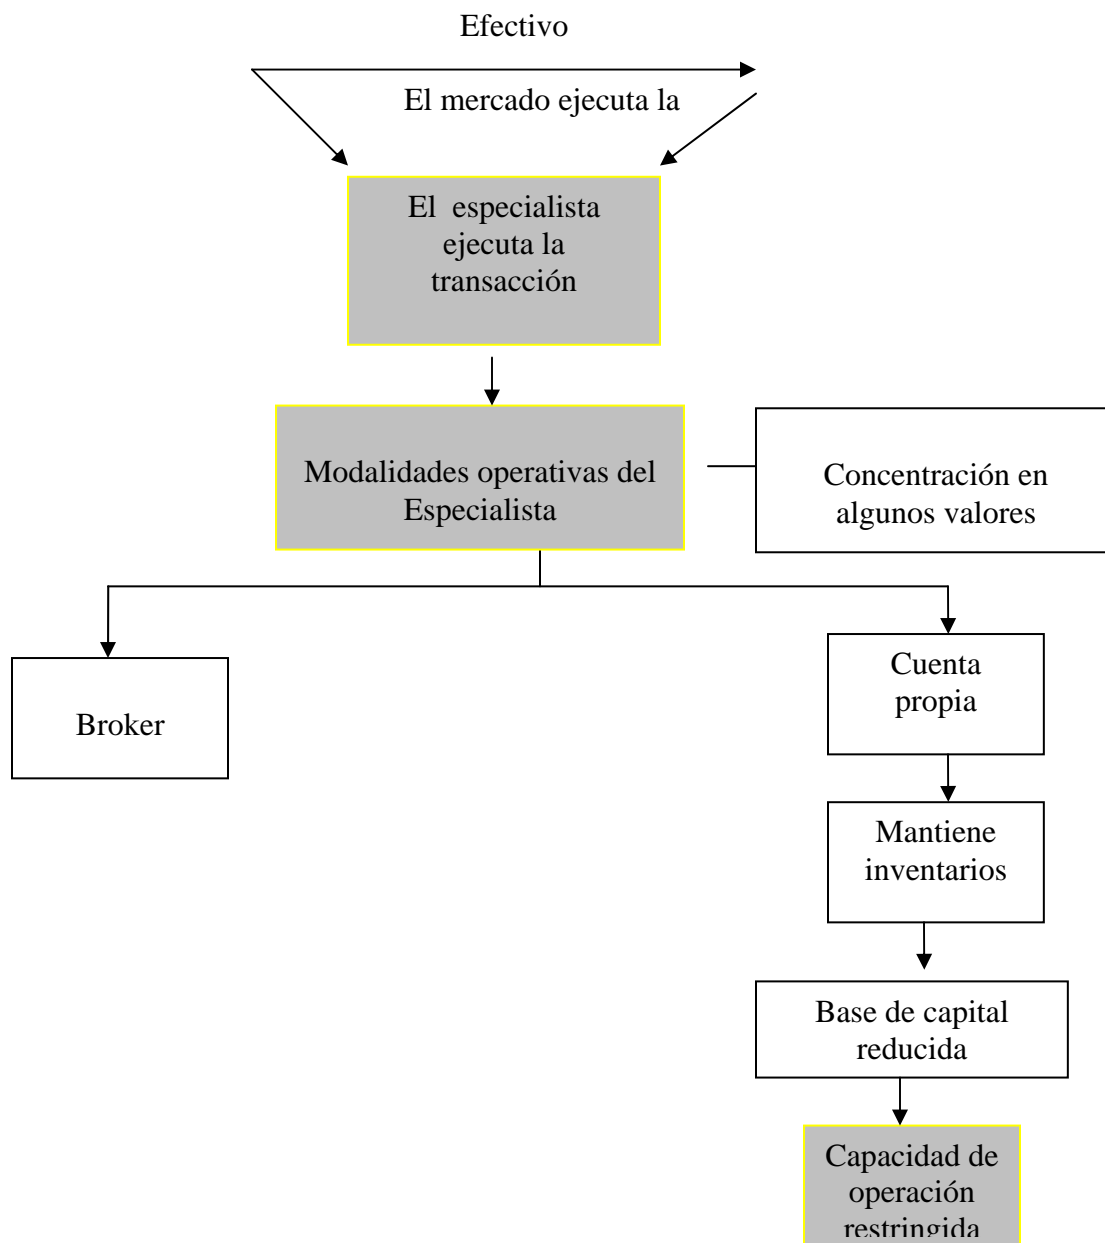 Efectivo
El mercado ejecuta la
El especialista
ejecuta la
transacción
Modalidades operativas del
Especialista
Concentración en
algunos valores
Broker
Cuenta
propia
Mantiene
inventarios
Base de capital
reducida
Capacidad de
operación
restringida